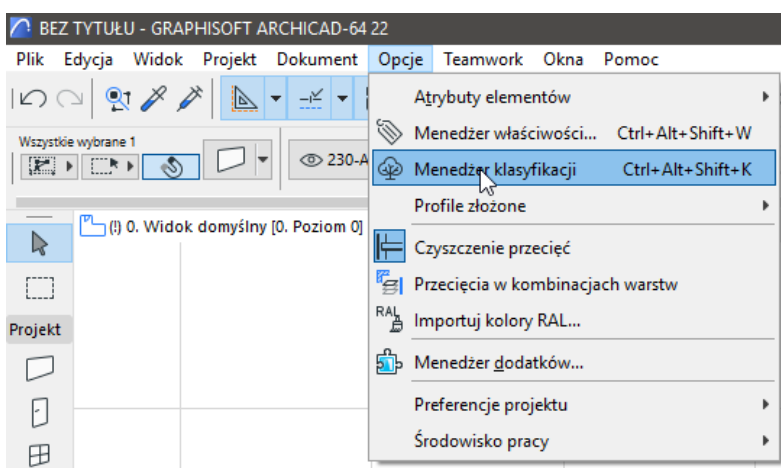 BEZ TYTUŁU - GRAPHISOFT ARCHICAD-64 22
Plik Edycja Widok Projekt Dokument Opcje Teamwork Okna Pomoc
Wszystkie wybrane 1
230-A
(!) 0. Widok domyślny [0. Poziom 0]
Projekt
Atrybuty elementów
Menedżer właściwości... Ctrl+Alt+Shift+W
Menedżer klasyfikacji Ctrl+Alt+Shift+K
Profile złożone
Czyszczenie przecięć
Przecięcia w kombinacjach warstw
RAL Importuj kolory RAL...
Menedżer dodatków...
Preferencje projektu
Środowisko pracy